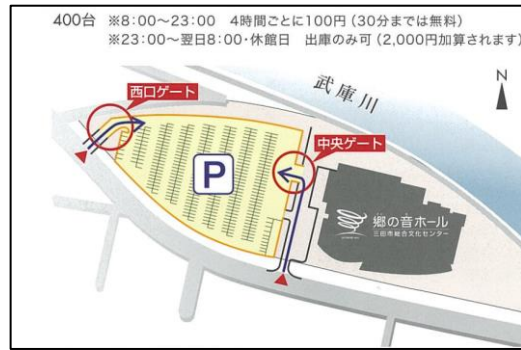 400台 ※8:00〜23:00 4時間ごとに100円(30分までは無料)
※23:00〜翌日8:00・休館日 出庫のみ可(2,000円加算されます)
西口ゲート
武庫川
N
中央ゲート
P
郷の音ホール
三田市総合文化センター